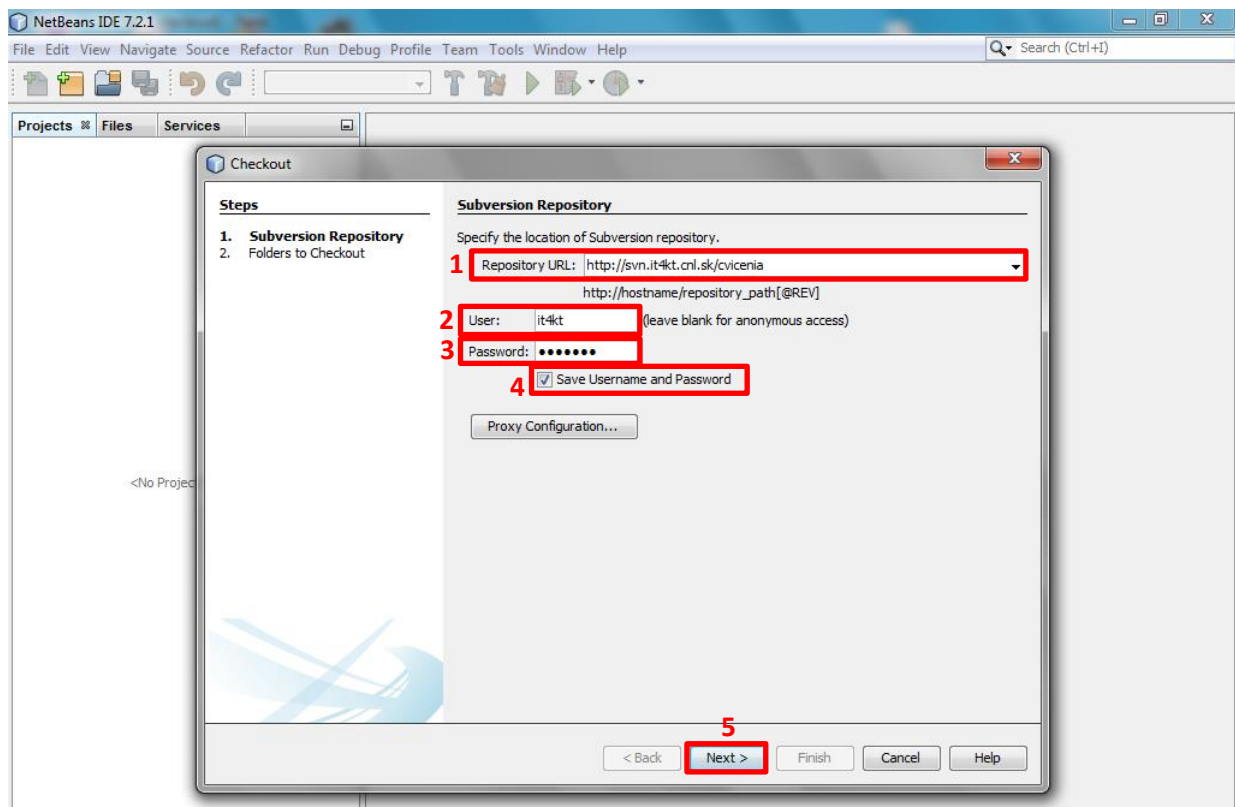 NetBeans IDE 7.2.1
File Edit View Navigate Source Refactor Run Debug Profile Team Tools Window Help
Search (Ctrl+I)
Projects Files Services
Checkout
Steps
1. Subversion Repository
2. Folders to Checkout
Subversion Repository
Specify the location of Subversion repository.
1 Repository URL: http://svn.it4kt.cnl.sk/cvicenia
http://hostname/repository_path[@REV]
2 User: it4kt (leave blank for anonymous access)
3 Password: •••••••
4 Save Username and Password
Proxy Configuration...
<No Projec
5
< Back Next > Finish Cancel Help